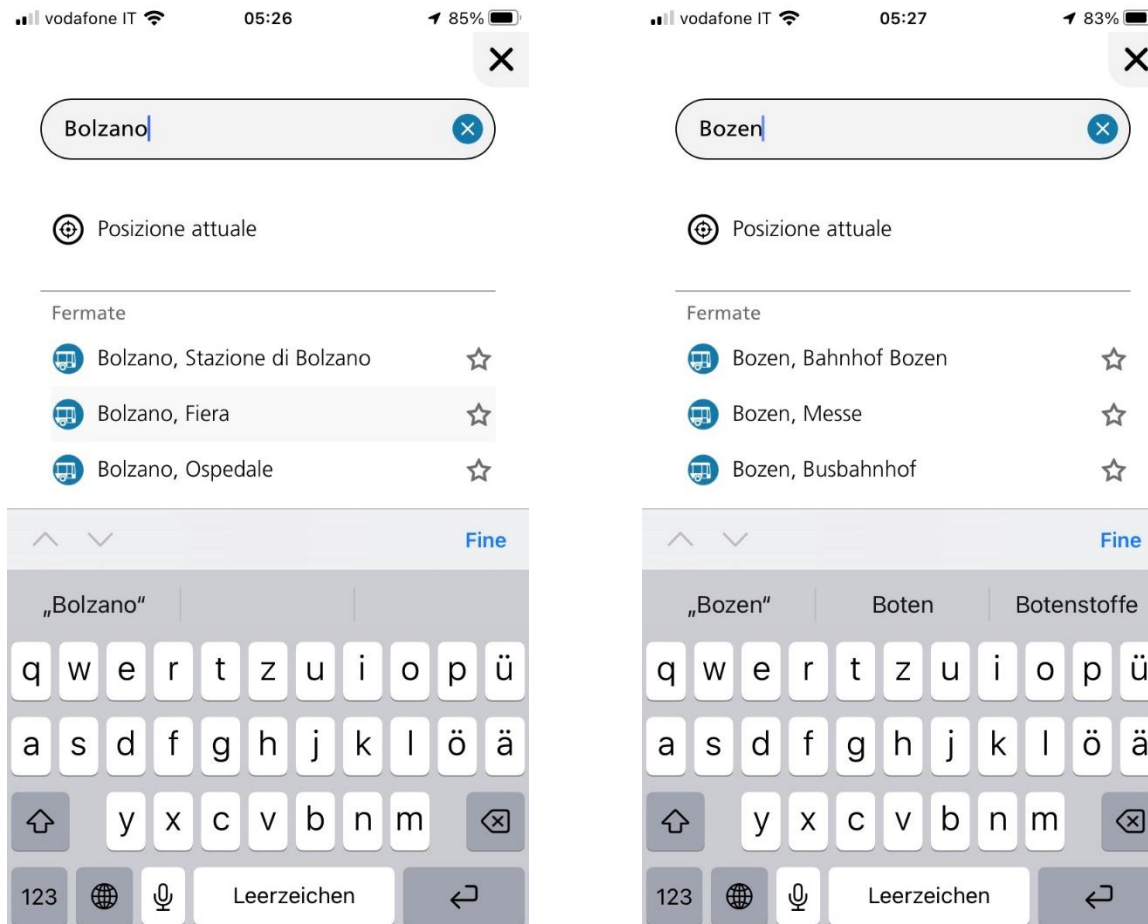 vodafone IT 05:26 85%
Bolzano
Posizione attuale
Fermate
Bolzano, Stazione di Bolzano
Bolzano, Fiera
Bolzano, Ospedale
Fine
„Bolzano“
q w e r t z u i o p ü
a s d f g h j k l ö ä
y x c v b n m
123 Leerzeichen
vodafone IT 05:27 83%
Bozen
Posizione attuale
Fermate
Bozen, Bahnhof Bozen
Bozen, Messe
Bozen, Busbahnhof
Fine
„Bozen“ Boten Botenstoffe
q w e r t z u i o p ü
a s d f g h j k l ö ä
y x c v b n m
123 Leerzeichen